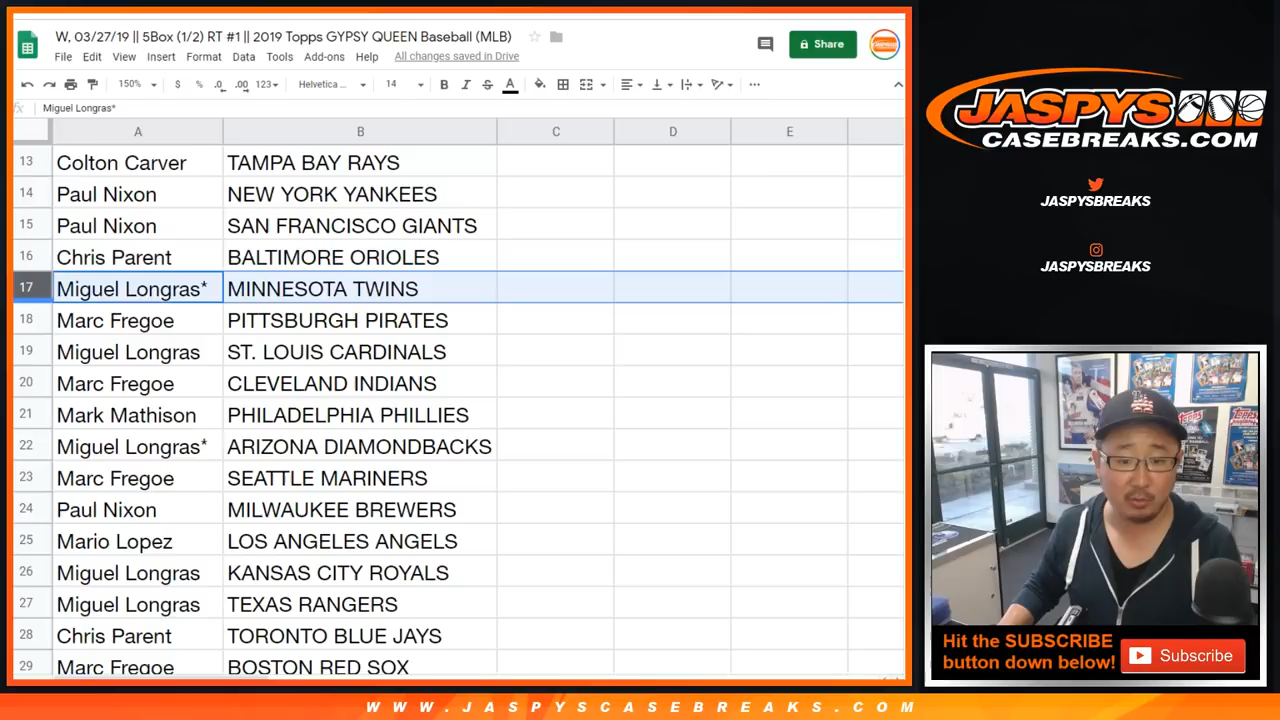 W, 03/27/19 || 5Box (1/2) RT #1 || 2019 Topps GYPSY QUEEN Baseball (MLB)
File Edit View Insert Format Data Tools Add-ons Help All changes saved in Drive
Share
150% $ % .0 .00 123 Helvetica... 14 B I S A
fx Miguel Longras*
A B C D E
13 Colton Carver TAMPA BAY RAYS
14 Paul Nixon NEW YORK YANKEES
15 Paul Nixon SAN FRANCISCO GIANTS
16 Chris Parent BALTIMORE ORIOLES
17 Miguel Longras* MINNESOTA TWINS
18 Marc Fregoe PITTSBURGH PIRATES
19 Miguel Longras ST. LOUIS CARDINALS
20 Marc Fregoe CLEVELAND INDIANS
21 Mark Mathison PHILADELPHIA PHILLIES
22 Miguel Longras* ARIZONA DIAMONDBACKS
23 Marc Fregoe SEATTLE MARINERS
24 Paul Nixon MILWAUKEE BREWERS
25 Mario Lopez LOS ANGELES ANGELS
26 Miguel Longras KANSAS CITY ROYALS
27 Miguel Longras TEXAS RANGERS
28 Chris Parent TORONTO BLUE JAYS
29 Marc Fregoe BOSTON RED SOX
JASPYS
CASEBREAKS.COM
JASPYSBREAKS
JASPYSBREAKS
Hit the SUBSCRIBE
button down below!
Subscribe
WWW.JASPYSCASEBREAKS.COM